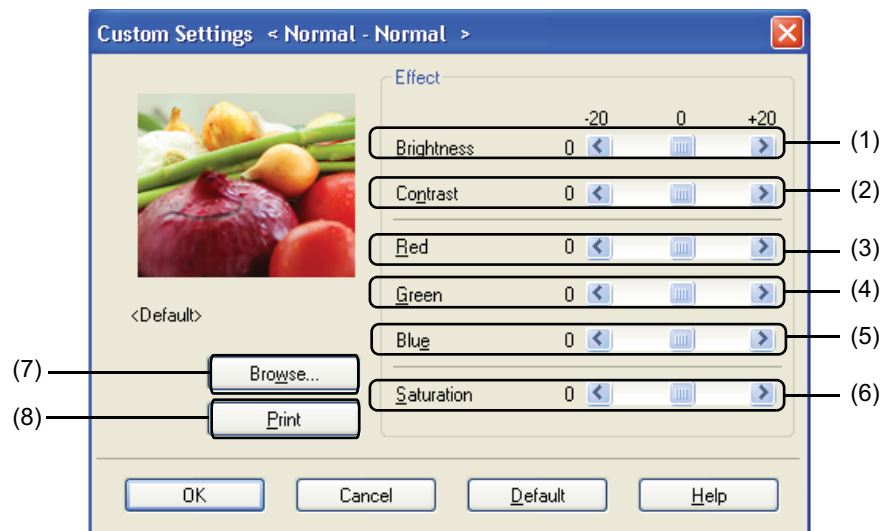 Custom Settings < Normal - Normal >
Effect
-20 0 +20
Brightness 0 (1)
Contrast 0 (2)
Red 0 (3)
Green 0 (4)
<Default>
Blue 0 (5)
(7) Browse...
Saturation 0 (6)
(8) Print
OK Cancel Default Help